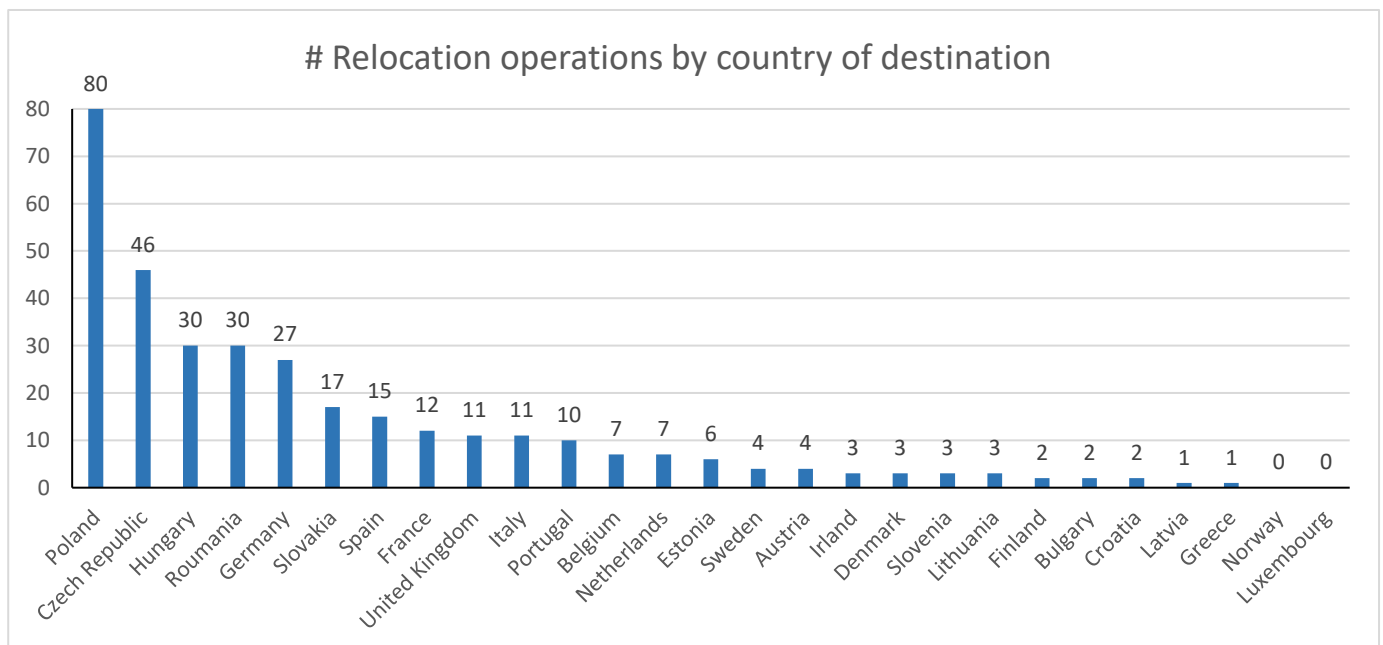 # Relocation operations by country of destination
80
70
60
50
40
30
20
10
0
80
46
30
30
27
17
15
12
11
11
10
7
7
6
4
4
3
3
3
3
2
2
2
1
1
0
0
Poland
Czech Republic
Hungary
Roumania
Germany
Slovakia
Spain
France
United Kingdom
Italy
Portugal
Belgium
Netherlands
Estonia
Sweden
Austria
Irland
Denmark
Slovenia
Lithuania
Finland
Bulgary
Croatia
Latvia
Greece
Norway
Luxembourg